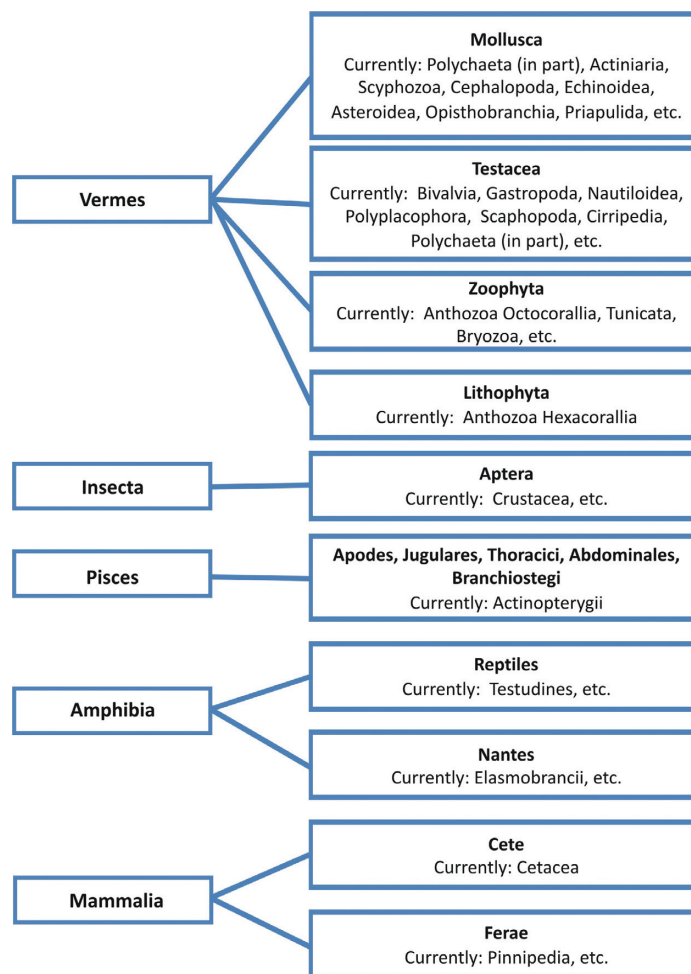 Vermes
Mollusca
Currently: Polychaeta (in part), Actiniaria,
Scyphozoa, Cephalopoda, Echinoidea,
Asteroidea, Opisthobranchia, Priapulida, etc.
Testacea
Currently: Bivalvia, Gastropoda, Nautiloidea,
Polyplacophora, Scaphopoda, Cirripedia,
Polychaeta (in part), etc.
Zoophyta
Currently: Anthozoa Octocorallia, Tunicata,
Bryozoa, etc.
Lithophyta
Currently: Anthozoa Hexacorallia
Insecta
Aptera
Currently: Crustacea, etc.
Pisces
Apodes, Jugulares, Thoracici, Abdominales,
Branchiostegi
Currently: Actinopterygii
Amphibia
Reptiles
Currently: Testudines, etc.
Nantes
Currently: Elasmobrancii, etc.
Mammalia
Cete
Currently: Cetacea
Ferae
Currently: Pinnipedia, etc.